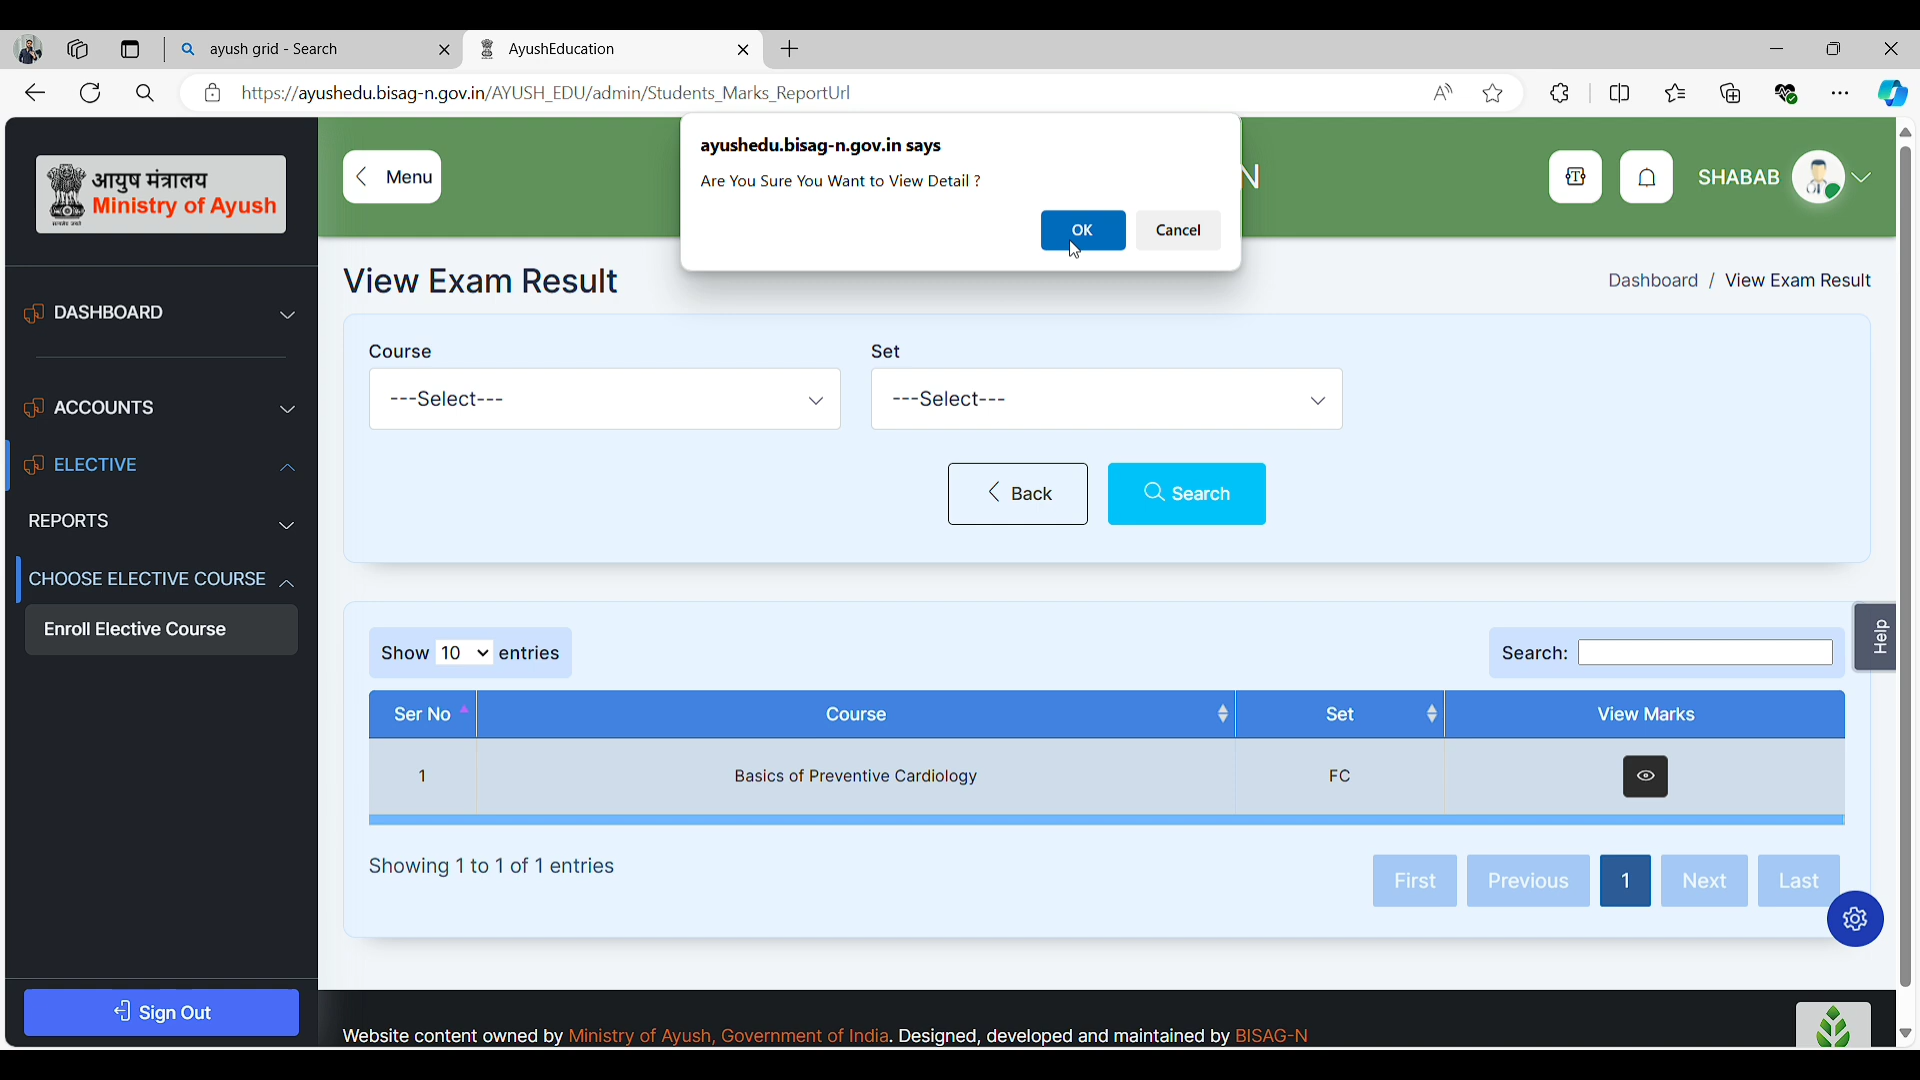 ayush grid - Search
AyushEducation
https://ayushedu.bisag-n.gov.in/AYUSH_EDU/admin/Students_Marks_ReportUrl
ayushedu.bisag-n.gov.in says
Are You Sure You Want to View Detail ?
OK
Cancel
आयुष मंत्रालय
Ministry of Ayush
Menu
N
SHABAB
View Exam Result
Dashboard / View Exam Result
DASHBOARD
ACCOUNTS
ELECTIVE
REPORTS
CHOOSE ELECTIVE COURSE
Enroll Elective Course
Sign Out
Course
Set
---Select---
---Select---
Back
Search
Help
Show 10 entries
Search:
Ser No Course Set View Marks
1 Basics of Preventive Cardiology FC
Showing 1 to 1 of 1 entries
First Previous 1 Next Last
Website content owned by Ministry of Ayush, Government of India. Designed, developed and maintained by BISAG-N